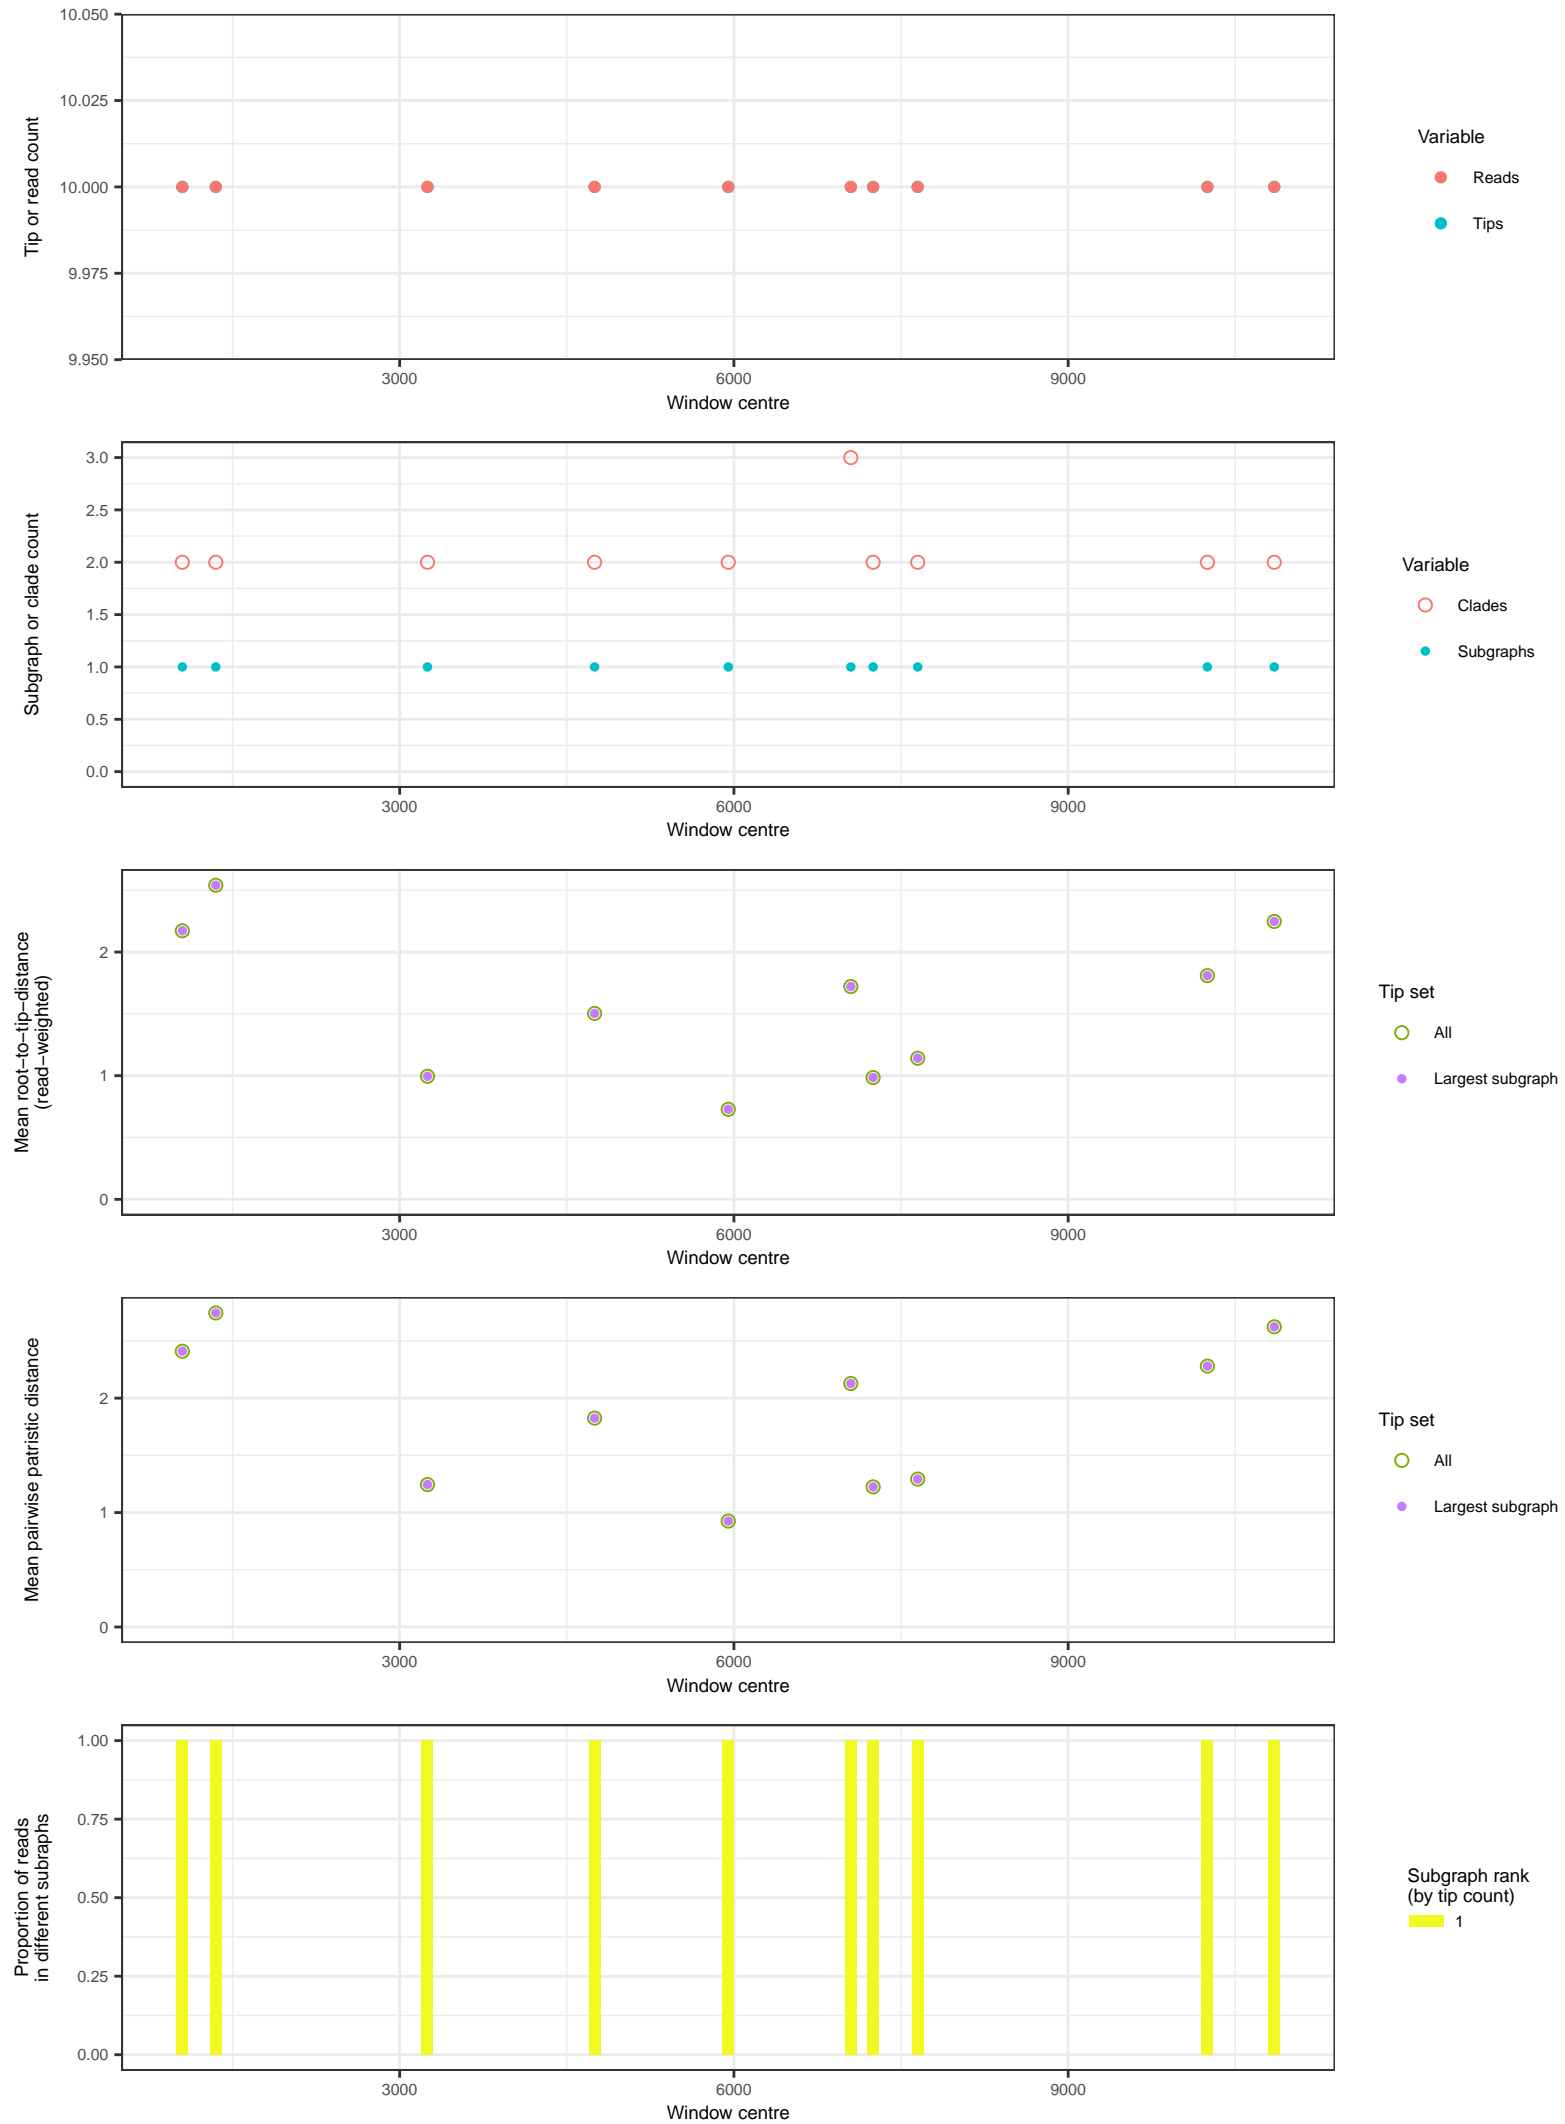 10.050
10.025
10.000
9.975
9.950
Tip or read count
3000
6000
9000
Window centre
Variable
Reads
Tips
3.0
2.5
2.0
1.5
1.0
0.5
0.0
Subgraph or clade count
3000
6000
9000
Window centre
Variable
Clades
Subgraphs
2
1
0
Mean root−to−tip−distance
(read−weighted)
3000
6000
9000
Window centre
Tip set
All
Largest subgraph
2
1
0
Mean pairwise patristic distance
3000
6000
9000
Window centre
Tip set
All
Largest subgraph
1.00
0.75
0.50
0.25
0.00
Proportion of reads
in different subraphs
3000
6000
9000
Window centre
Subgraph rank
(by tip count)
1